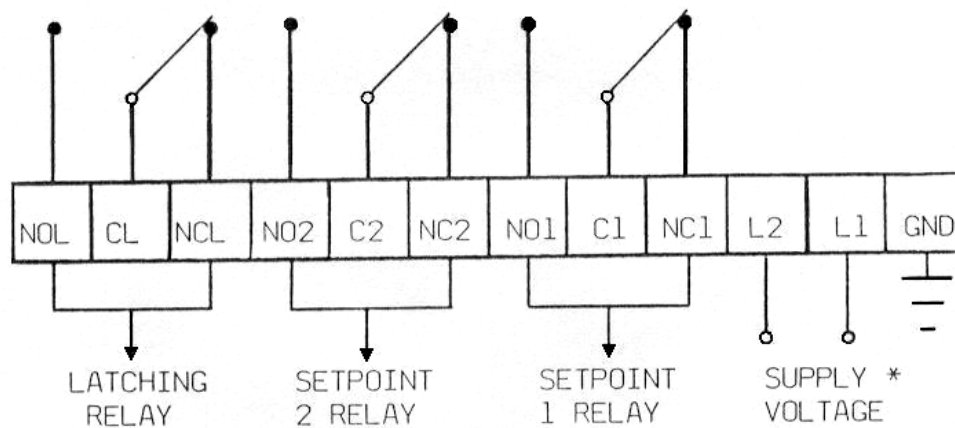 NOL CL NCL NO2 C2 NC2 NO1 C1 NC1 L2 L1 GND
LATCHING
RELAY
SETPOINT
2 RELAY
SETPOINT
1 RELAY
SUPPLY *
VOLTAGE